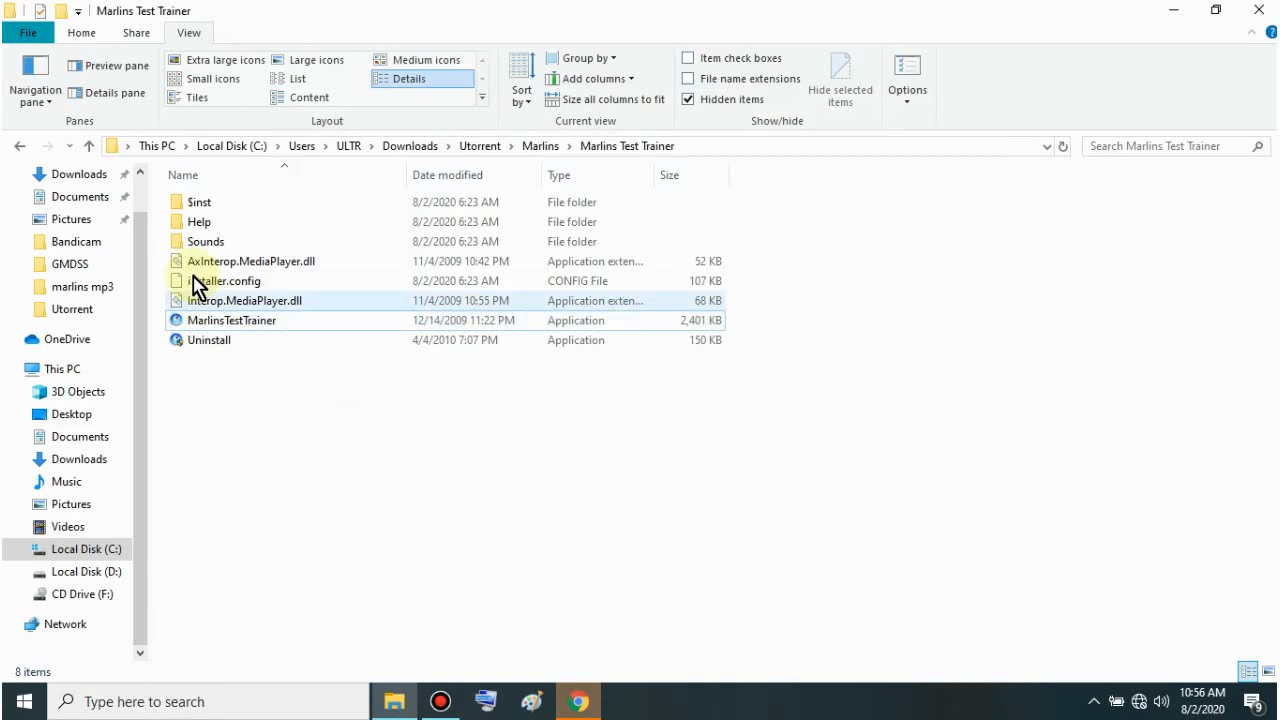 Marlins Test Trainer
File Home Share View
Navigation pane
Preview pane
Details pane
Panes
Extra large icons Large icons Medium icons
Small icons List Details
Tiles Content
Layout
Sort by
Group by
Add columns
Size all columns to fit
Current view
Item check boxes
File name extensions
Hidden items
Hide selected items
Show/hide
Options
This PC > Local Disk (C:) > Users > ULTR > Downloads > Utorrent > Marlins > Marlins Test Trainer
Search Marlins Test Trainer
Downloads
Documents
Pictures
Bandicam
GMDSS
marlins mp3
Utorrent
OneDrive
This PC
3D Objects
Desktop
Documents
Downloads
Music
Pictures
Videos
Local Disk (C:)
Local Disk (D:)
CD Drive (F:)
Network
Name Date modified Type Size
$inst 8/2/2020 6:23 AM File folder
Help 8/2/2020 6:23 AM File folder
Sounds 8/2/2020 6:23 AM File folder
AxInterop.MediaPlayer.dll 11/4/2009 10:42 PM Application exten... 52 KB
installer.config 8/2/2020 6:23 AM CONFIG File 107 KB
Interop.MediaPlayer.dll 11/4/2009 10:55 PM Application exten... 68 KB
MarlinsTestTrainer 12/14/2009 11:22 PM Application 2,401 KB
Uninstall 4/4/2010 7:07 PM Application 150 KB
8 items
Type here to search
10:56 AM
8/2/2020
9